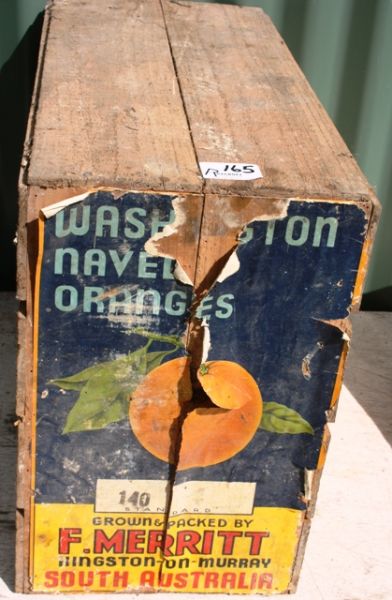 165
WASHINGTON
NAVEL
ORANGES
140
STANDARD
GROWN & PACKED BY
F. MERRITT
KINGSTON-ON-MURRAY
SOUTH AUSTRALIA